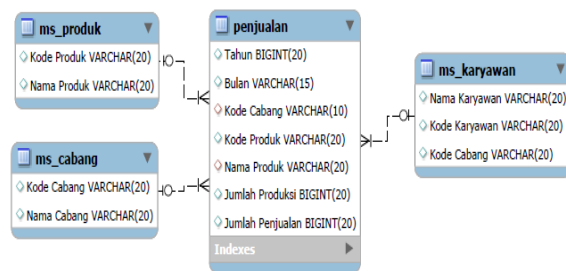 ms_produk
Kode Produk VARCHAR(20)
Nama Produk VARCHAR(20)
ms_cabang
Kode Cabang VARCHAR(20)
Nama Cabang VARCHAR(20)
penjualan
Tahun BIGINT(20)
Bulan VARCHAR(15)
Kode Cabang VARCHAR(10)
Kode Produk VARCHAR(20)
Nama Produk VARCHAR(20)
Jumlah Produksi BIGINT(20)
Jumlah Penjualan BIGINT(20)
Indexes
ms_karyawan
Nama Karyawan VARCHAR(20)
Kode Karyawan VARCHAR(20)
Kode Cabang VARCHAR(20)